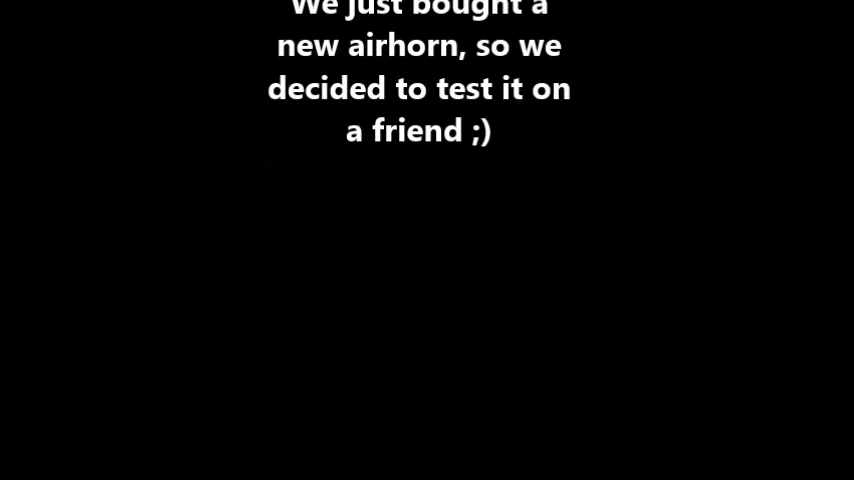 We just bought a
new airhorn, so we
decided to test it on
a friend ;)